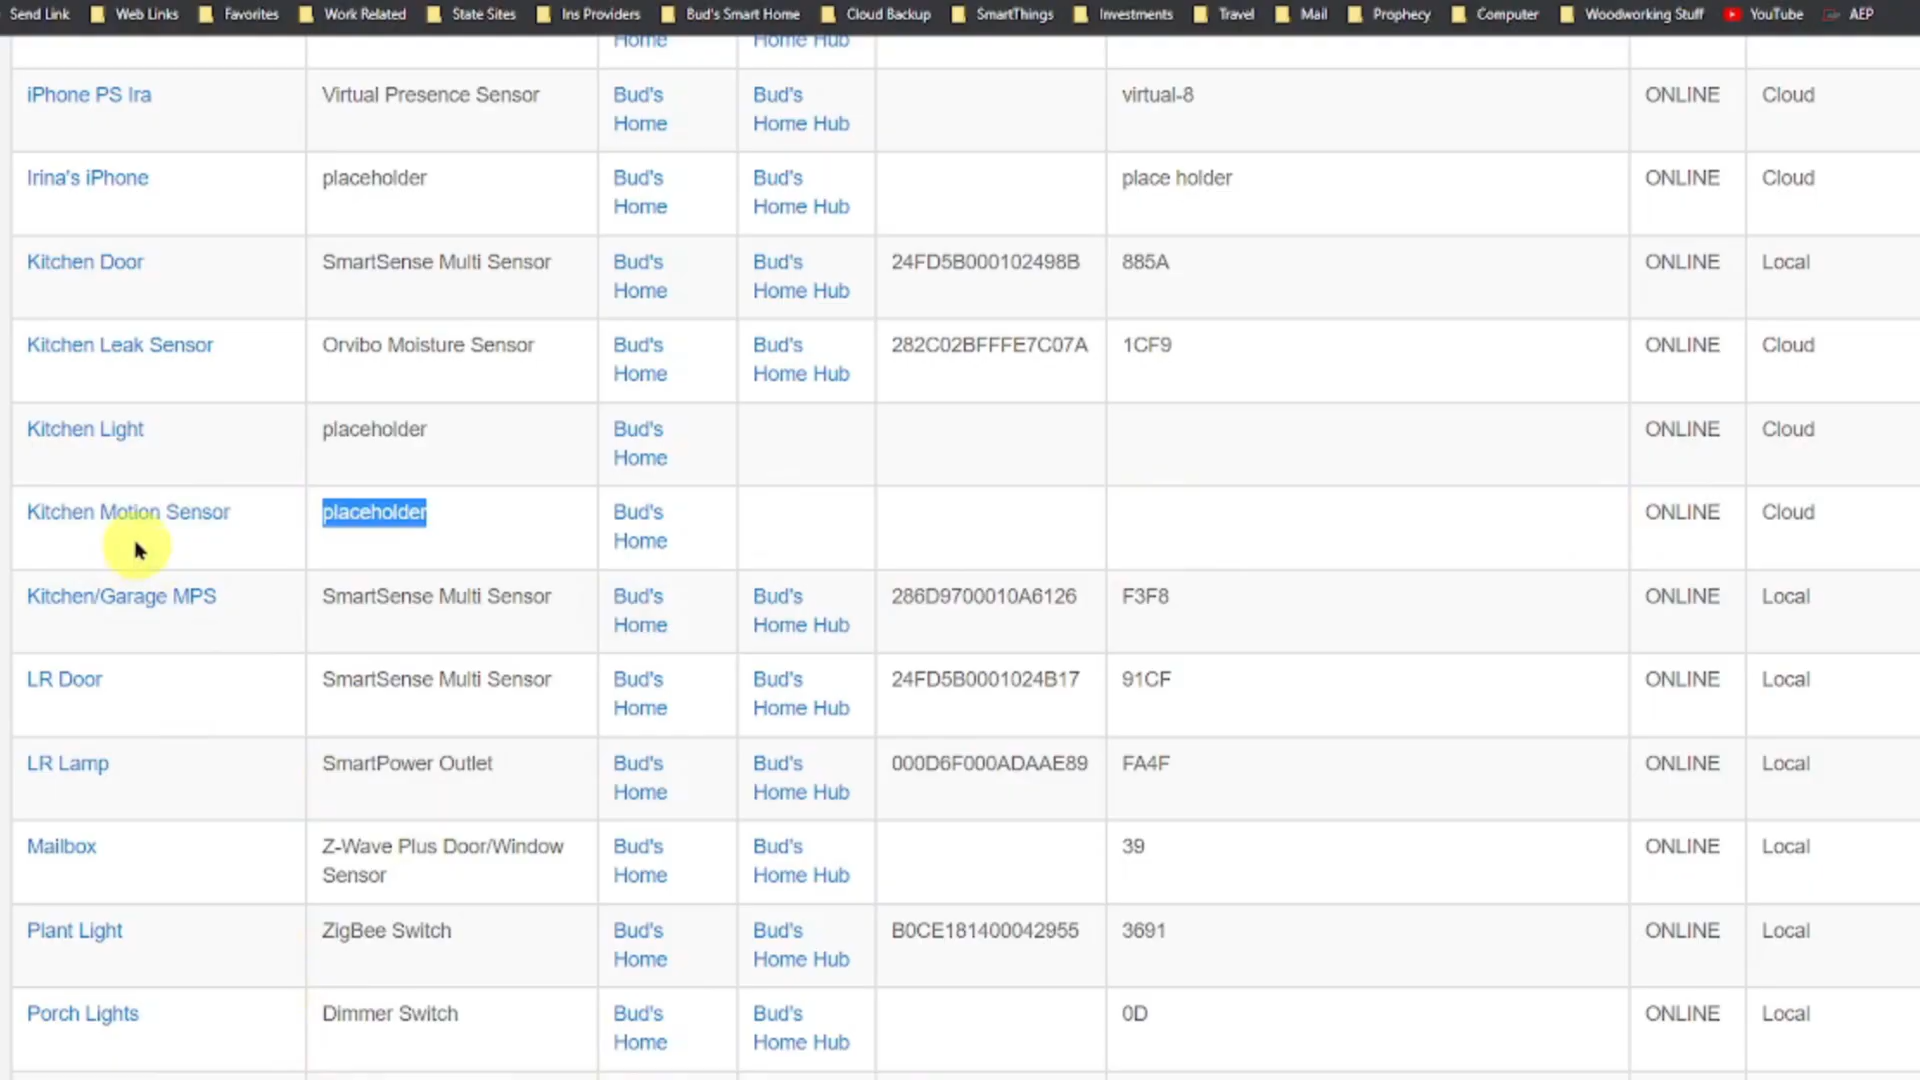 Send Link Web Links Favorites Work Related State Sites Ins Providers Bud's Smart Home Cloud Backup SmartThings Investments Travel Mail Prophecy Computer Woodworking Stuff YouTube AEP
Home Home Hub
iPhone PS Ira Virtual Presence Sensor Bud's Bud's virtual-8 ONLINE Cloud
Home Home Hub
Irina's iPhone placeholder Bud's Bud's place holder ONLINE Cloud
Home Home Hub
Kitchen Door SmartSense Multi Sensor Bud's Bud's 24FD5B000102498B 885A ONLINE Local
Home Home Hub
Kitchen Leak Sensor Orvibo Moisture Sensor Bud's Bud's 282C02BFFFE7C07A 1CF9 ONLINE Cloud
Home Home Hub
Kitchen Light placeholder Bud's ONLINE Cloud
Home
Kitchen Motion Sensor placeholder Bud's ONLINE Cloud
Home
Kitchen/Garage MPS SmartSense Multi Sensor Bud's Bud's 286D9700010A6126 F3F8 ONLINE Local
Home Home Hub
LR Door SmartSense Multi Sensor Bud's Bud's 24FD5B0001024B17 91CF ONLINE Local
Home Home Hub
LR Lamp SmartPower Outlet Bud's Bud's 000D6F000ADAAE89 FA4F ONLINE Local
Home Home Hub
Mailbox Z-Wave Plus Door/Window Bud's Bud's 39 ONLINE Local
Sensor Home Home Hub
Plant Light ZigBee Switch Bud's Bud's B0CE181400042955 3691 ONLINE Local
Home Home Hub
Porch Lights Dimmer Switch Bud's Bud's 0D ONLINE Local
Home Home Hub